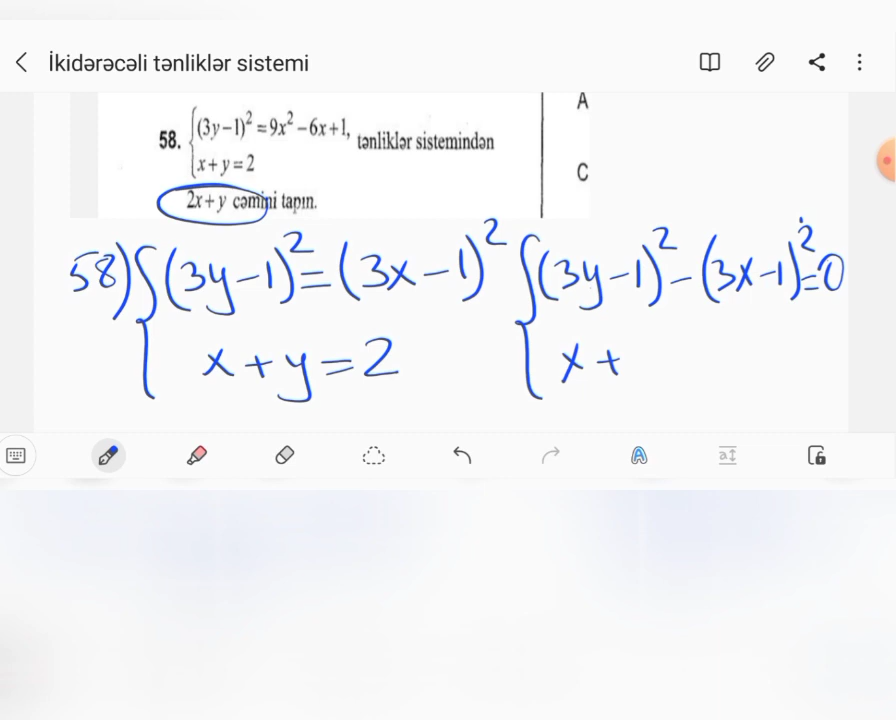 İkidərəcəli tənliklər sistemi
A
58. {(3y−1)² = 9x² − 6x + 1, tənliklər sistemindən
x + y = 2
C
2x + y cəmini tapın.
58) {(3y−1)² = (3x−1)² {(3y−1)² − (3x−1)² = 0
x + y = 2 x +
A
a